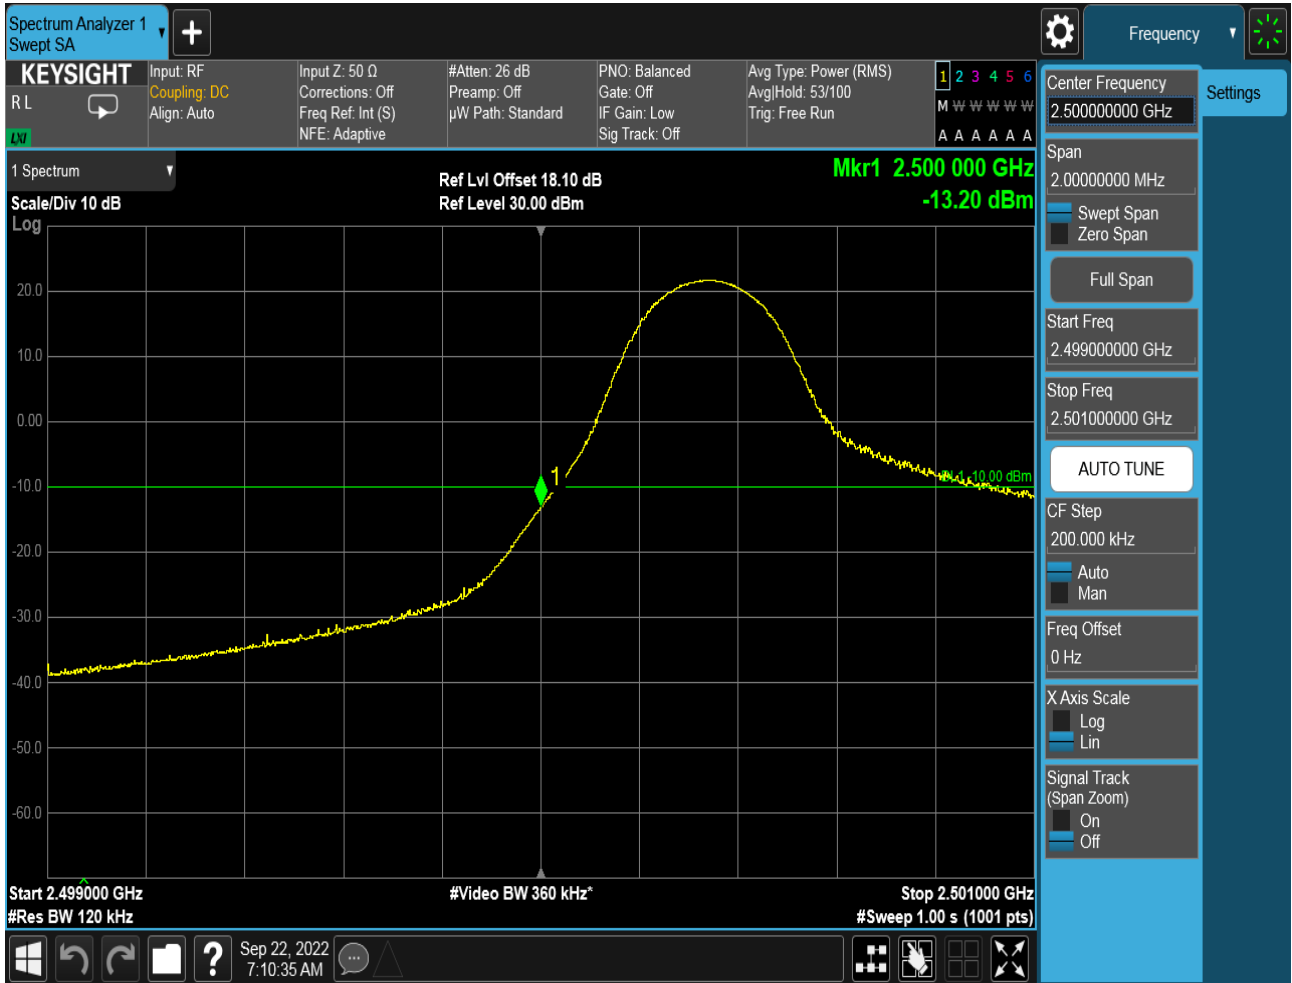 Spectrum Analyzer 1
Swept SA
Frequency
KEYSIGHT
R L
LXI
Input: RF
Coupling: DC
Align: Auto
Input Z: 50 Ω
Corrections: Off
Freq Ref: Int (S)
NFE: Adaptive
#Atten: 26 dB
Preamp: Off
µW Path: Standard
PNO: Balanced
Gate: Off
IF Gain: Low
Sig Track: Off
Avg Type: Power (RMS)
Avg|Hold: 53/100
Trig: Free Run
1 2 3 4 5 6
M W W W W W
A A A A A A
1 Spectrum
Scale/Div 10 dB
Log
Ref Lvl Offset 18.10 dB
Ref Level 30.00 dBm
Mkr1 2.500 000 GHz
-13.20 dBm
20.0
10.0
0.00
-10.0
-20.0
-30.0
-40.0
-50.0
-60.0
1
DL1 -10.00 dBm
Start 2.499000 GHz
#Res BW 120 kHz
#Video BW 360 kHz*
Stop 2.501000 GHz
#Sweep 1.00 s (1001 pts)
Sep 22, 2022
7:10:35 AM
Center Frequency
2.500000000 GHz
Settings
Span
2.00000000 MHz
Swept Span
Zero Span
Full Span
Start Freq
2.499000000 GHz
Stop Freq
2.501000000 GHz
AUTO TUNE
CF Step
200.000 kHz
Auto
Man
Freq Offset
0 Hz
X Axis Scale
Log
Lin
Signal Track
(Span Zoom)
On
Off